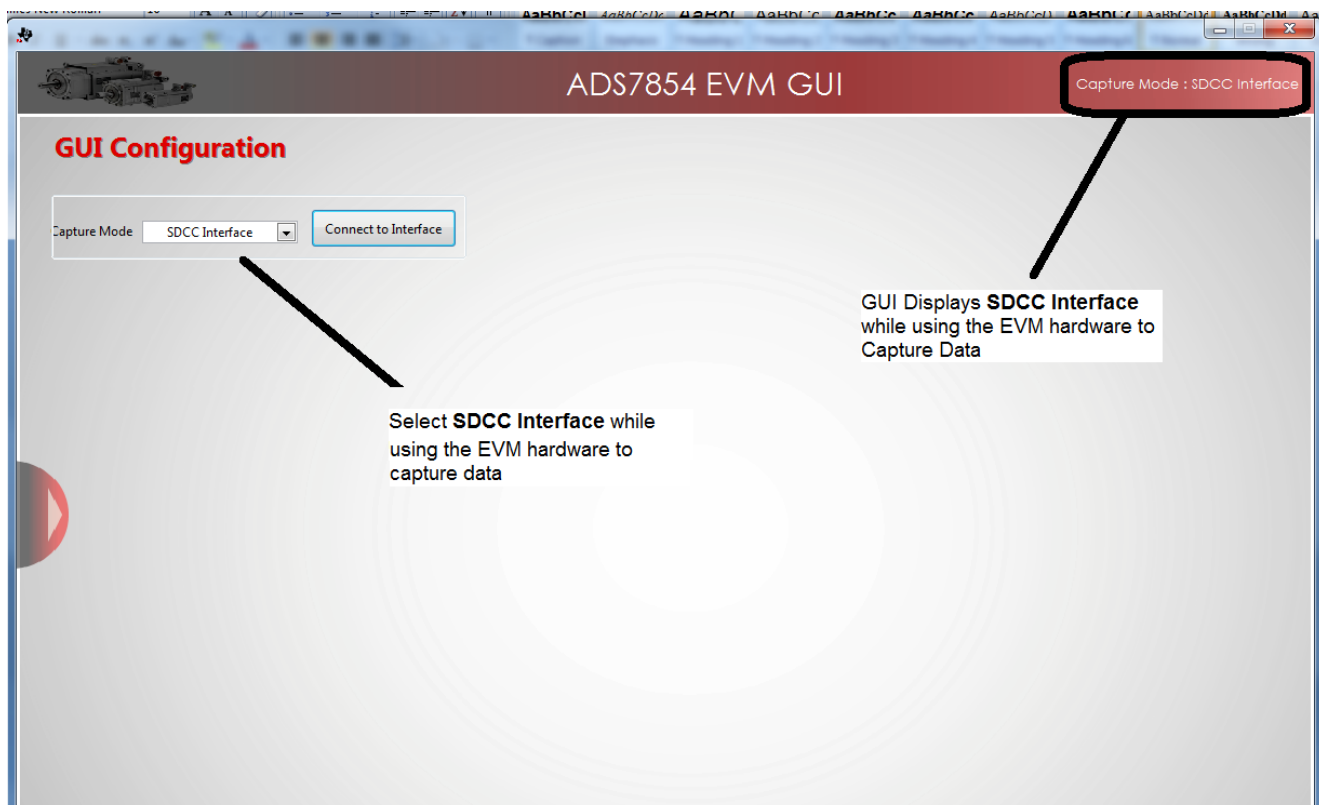 ADS7854 EVM GUI
Capture Mode : SDCC Interface
GUI Configuration
Capture Mode
SDCC Interface
Connect to Interface
GUI Displays SDCC Interface
while using the EVM hardware to
Capture Data
Select SDCC Interface while
using the EVM hardware to
capture data